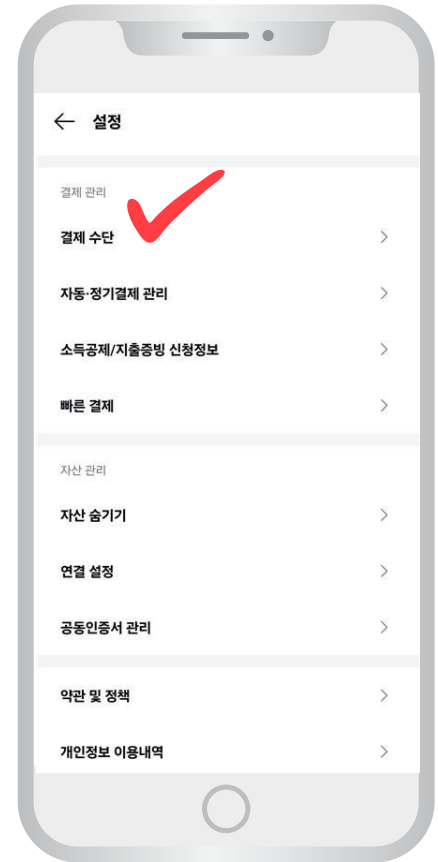 설정
결제 관리
결제 수단
자동·정기결제 관리
소득공제/지출증빙 신청정보
빠른 결제
자산 관리
자산 숨기기
연결 설정
공동인증서 관리
약관 및 정책
개인정보 이용내역